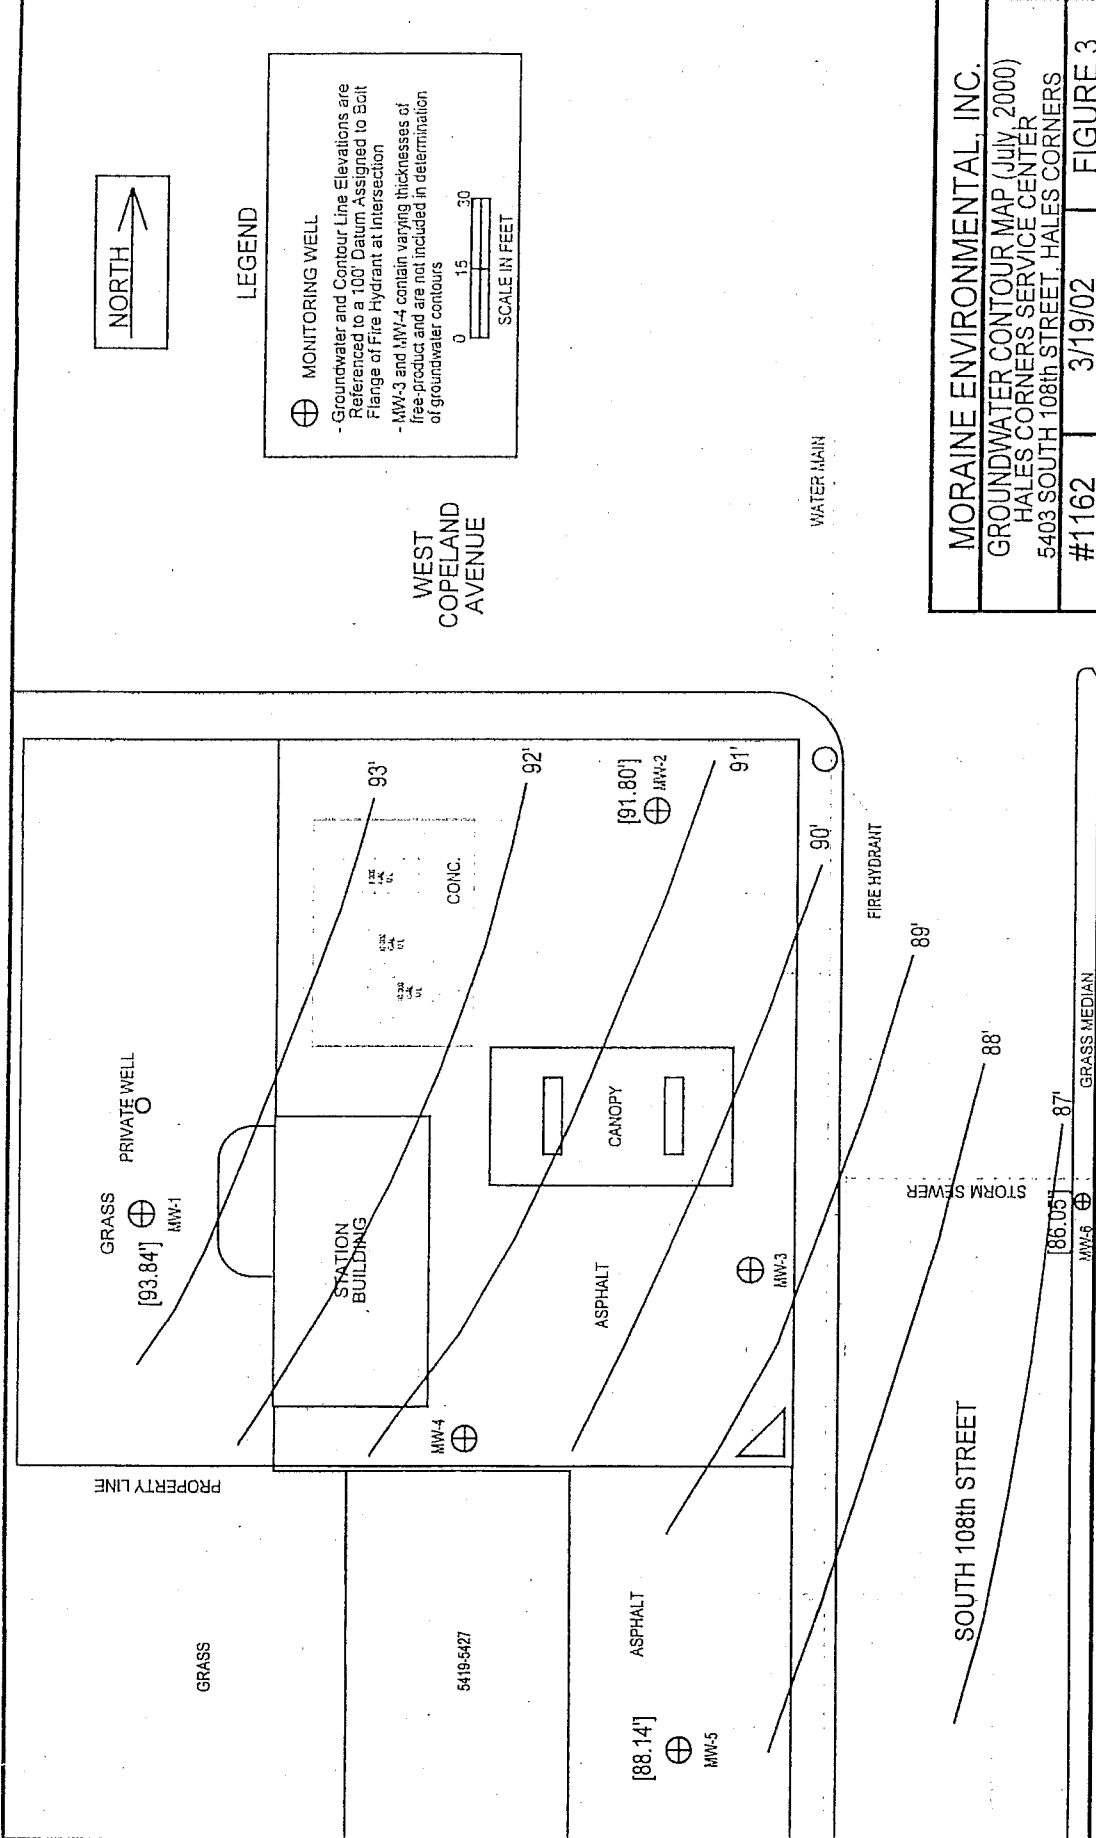 NORTH
LEGEND
MONITORING WELL
- Groundwater and Contour Line Elevations are
Referenced to a 100' Datum Assigned to Bolt
Flange of Fire Hydrant at Intersection
- MW-3 and MW-4 contain varying thicknesses of
free-product and are not included in determination
of groundwater contours
0 15 30
SCALE IN FEET
WEST
COPELAND
AVENUE
WATER MAIN
MORAINE ENVIRONMENTAL, INC.
GROUNDWATER CONTOUR MAP (July, 2000)
HALES CORNERS SERVICE CENTER
5403 SOUTH 108th STREET, HALES CORNERS
#1162 3/19/02 FIGURE 3
93'
92'
91'
90'
89'
88'
87'
[91.80']
MW-2
CONC.
FIRE HYDRANT
PRIVATE WELL
GRASS
[93.84']
MW-1
STATION
BUILDING
CANOPY
ASPHALT
MW-3
MW-4
STORM SEWER
GRASS MEDIAN
[86.05']
MW-6
PROPERTY LINE
SOUTH 108th STREET
GRASS
5419-5427
ASPHALT
[88.14']
MW-5